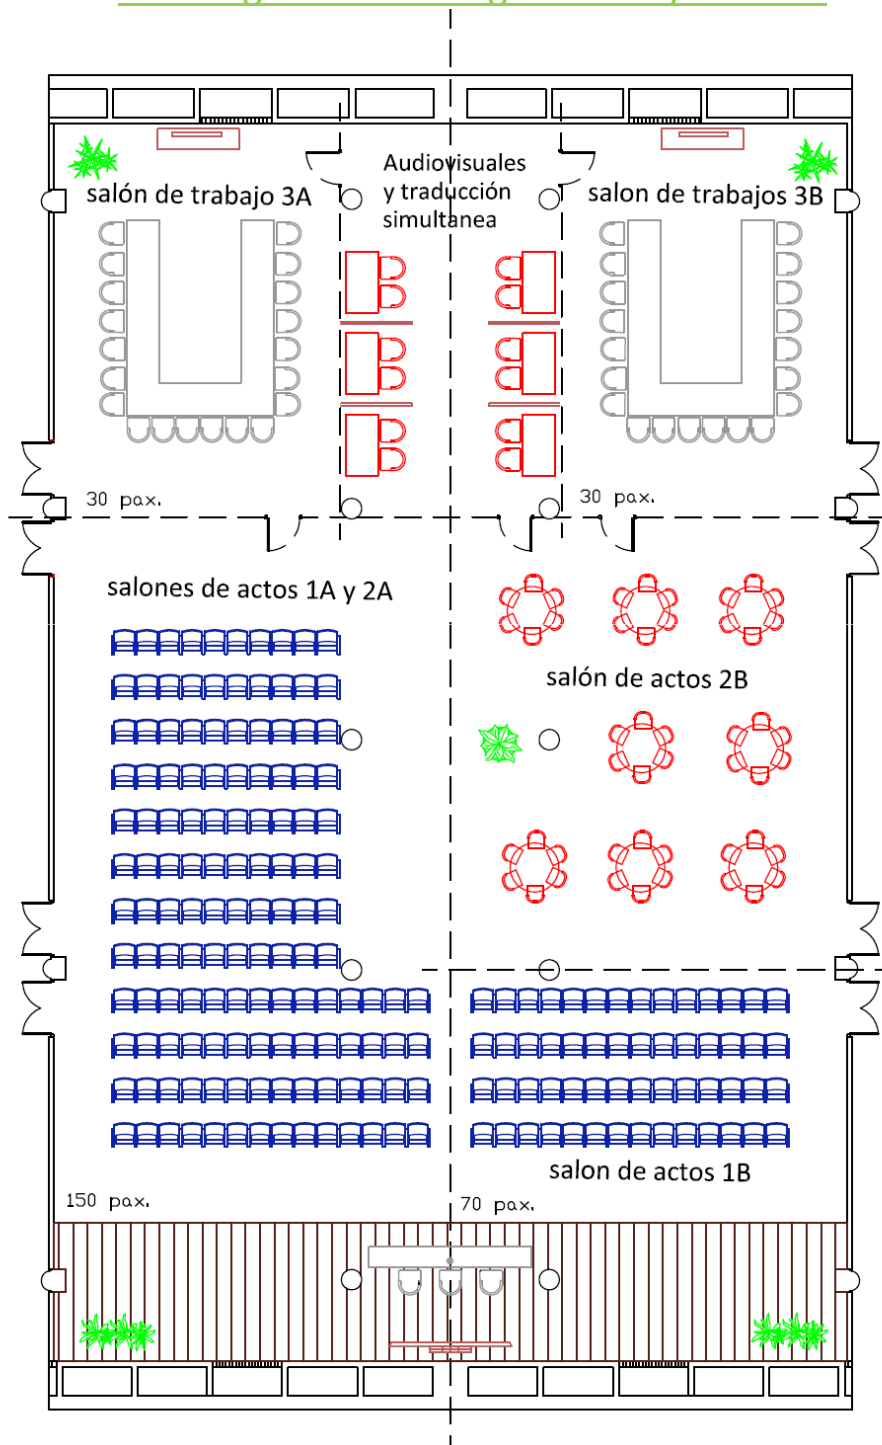 Audiovisuales
y traducción
simultanea
salón de trabajo 3A
salon de trabajos 3B
30 pax.
30 pax.
salones de actos 1A y 2A
salón de actos 2B
salon de actos 1B
150 pax.
70 pax.